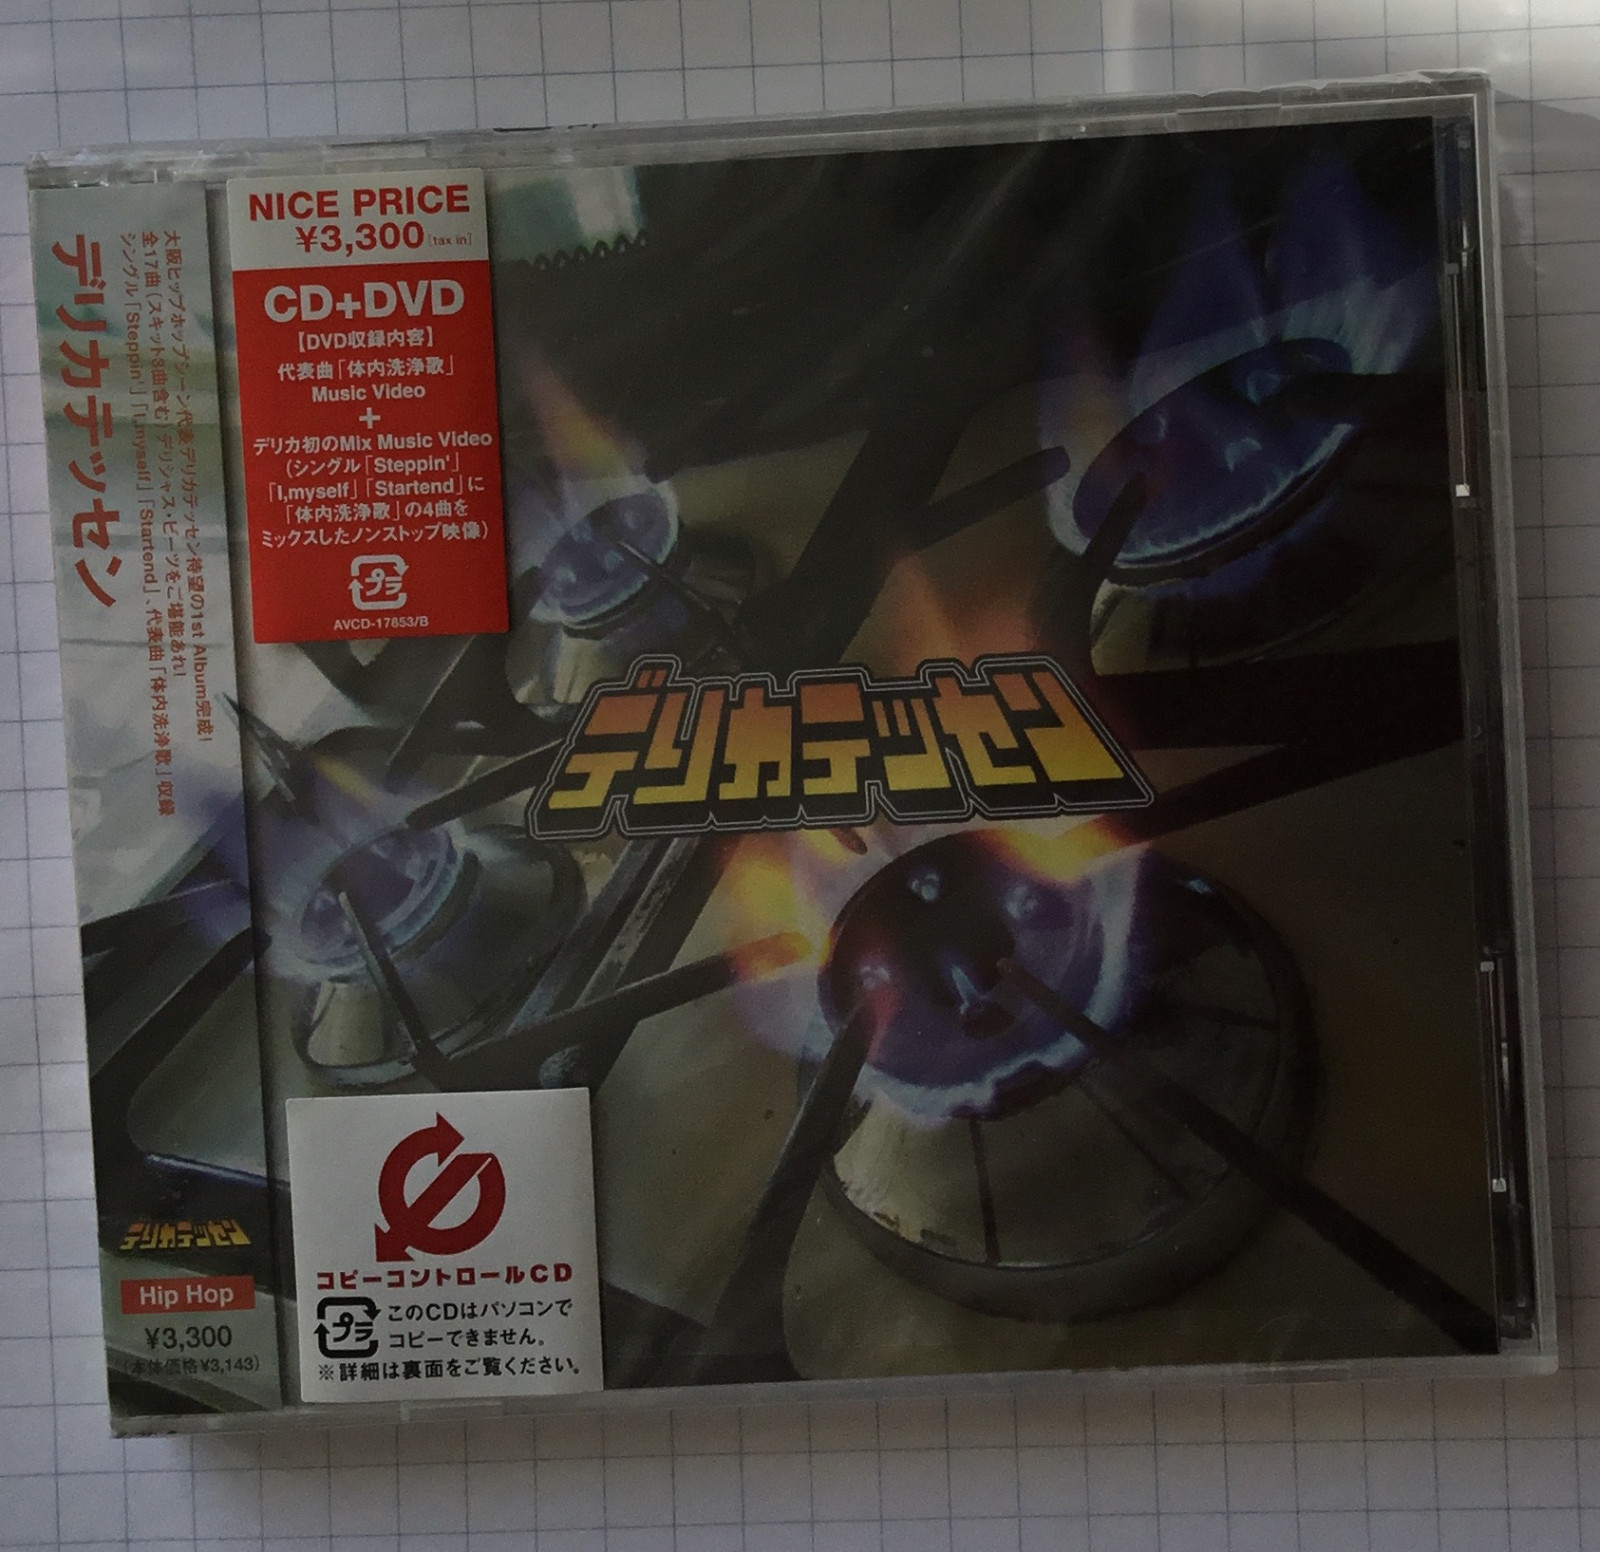 デリカテッセン
大阪ヒップホップシーン代表デリカテッセン待望の1st Album完成!
全17曲(スキット3曲含む)デリシャス・ビーツをご堪能あれ!
シングル「Steppin'」「I,myself」「Startend」、代表曲「体内洗浄歌」収録
デリカテッセン
Hip Hop
¥3,300
(本体価格¥3,143)
NICE PRICE
¥3,300[tax in]
CD+DVD
【DVD収録内容】
代表曲「体内洗浄歌」
Music Video
+
デリカ初のMix Music Video
(シングル「Steppin'」
「I,myself」「Startend」に
「体内洗浄歌」の4曲を
ミックスしたノンストップ映像)
プラ
AVCD-17853/B
デリカテッセン
コピーコントロールCD
プラ
このCDはパソコンで
コピーできません。
※詳細は裏面をご覧ください。